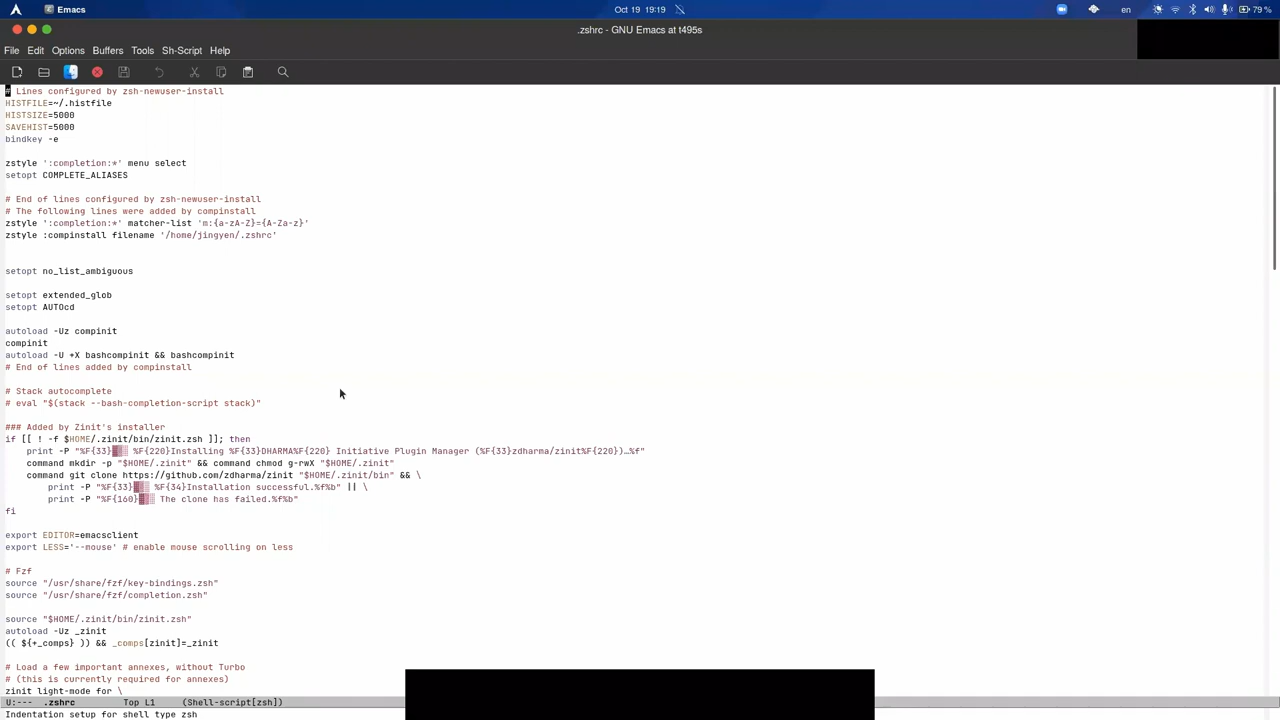 Emacs
Oct 19 19:19
en
79 %
.zshrc - GNU Emacs at t495s
File Edit Options Buffers Tools Sh-Script Help
# Lines configured by zsh-newuser-install
HISTFILE=~/.histfile
HISTSIZE=5000
SAVEHIST=5000
bindkey -e
zstyle ':completion:*' menu select
setopt COMPLETE_ALIASES
# End of lines configured by zsh-newuser-install
# The following lines were added by compinstall
zstyle ':completion:*' matcher-list 'm:{a-zA-Z}={A-Za-z}'
zstyle :compinstall filename '/home/jingyen/.zshrc'
setopt no_list_ambiguous
setopt extended_glob
setopt AUTOcd
autoload -Uz compinit
compinit
autoload -U +X bashcompinit && bashcompinit
# End of lines added by compinstall
# Stack autocomplete
# eval "$(stack --bash-completion-script stack)"
### Added by Zinit's installer
if [[ ! -f $HOME/.zinit/bin/zinit.zsh ]]; then
print -P "%F{33}▓▒░ %F{220}Installing %F{33}DHARMA%F{220} Initiative Plugin Manager (%F{33}zdharma/zinit%F{220})…%f"
command mkdir -p "$HOME/.zinit" && command chmod g-rwX "$HOME/.zinit"
command git clone https://github.com/zdharma/zinit "$HOME/.zinit/bin" && \
print -P "%F{33}▓▒░ %F{34}Installation successful.%f%b" || \
print -P "%F{160}▓▒░ The clone has failed.%f%b"
fi
export EDITOR=emacsclient
export LESS='--mouse' # enable mouse scrolling on less
# Fzf
source "/usr/share/fzf/key-bindings.zsh"
source "/usr/share/fzf/completion.zsh"
source "$HOME/.zinit/bin/zinit.zsh"
autoload -Uz _zinit
(( ${+_comps} )) && _comps[zinit]=_zinit
# Load a few important annexes, without Turbo
# (this is currently required for annexes)
zinit light-mode for \
U:--- .zshrc Top L1 (Shell-script[zsh])
Indentation setup for shell type zsh